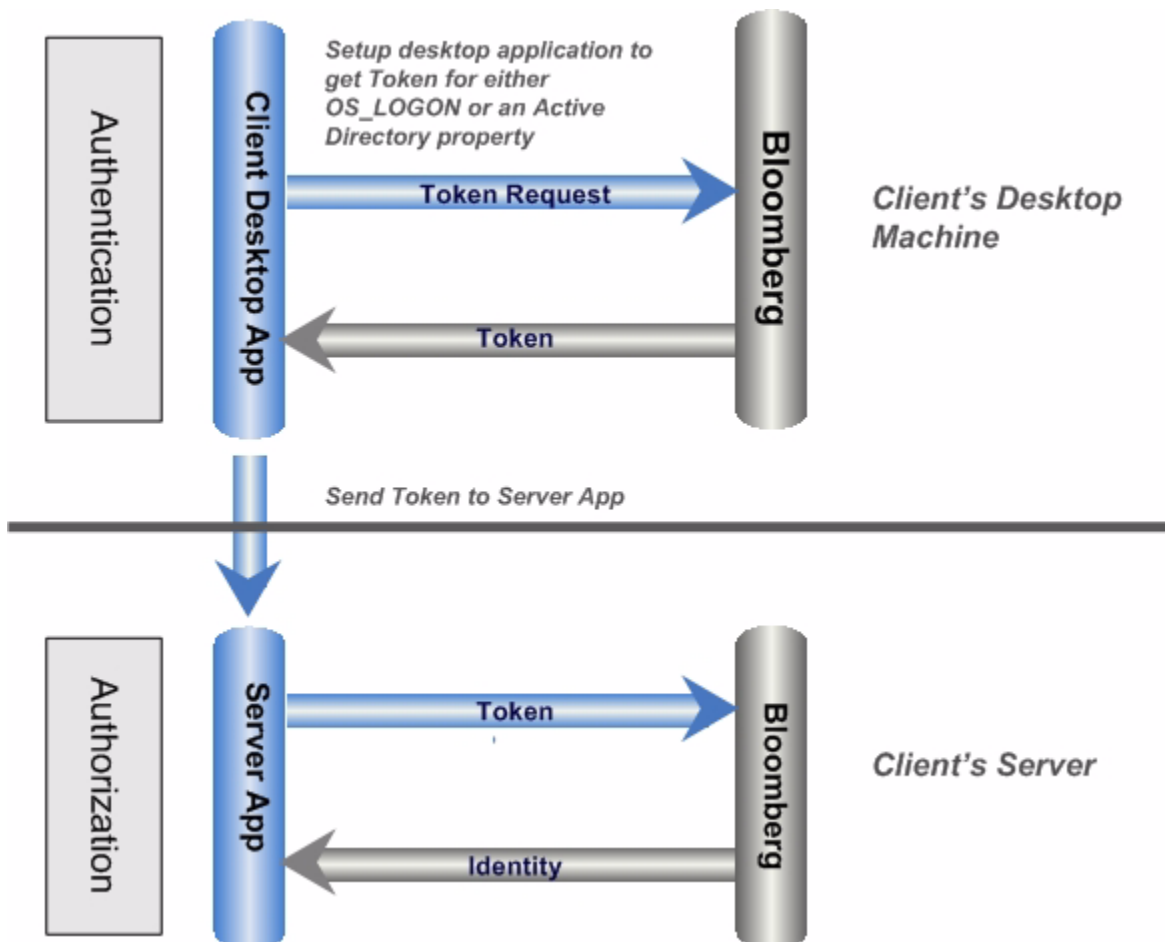 Authentication
Client Desktop App
Setup desktop application to
get Token for either
OS_LOGON or an Active
Directory property
Token Request
Token
Bloomberg
Client's Desktop
Machine
Send Token to Server App
Authorization
Server App
Token
Identity
Bloomberg
Client's Server